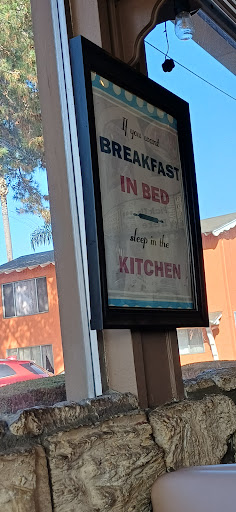 If you want
BREAKFAST
IN BED
sleep in the
KITCHEN